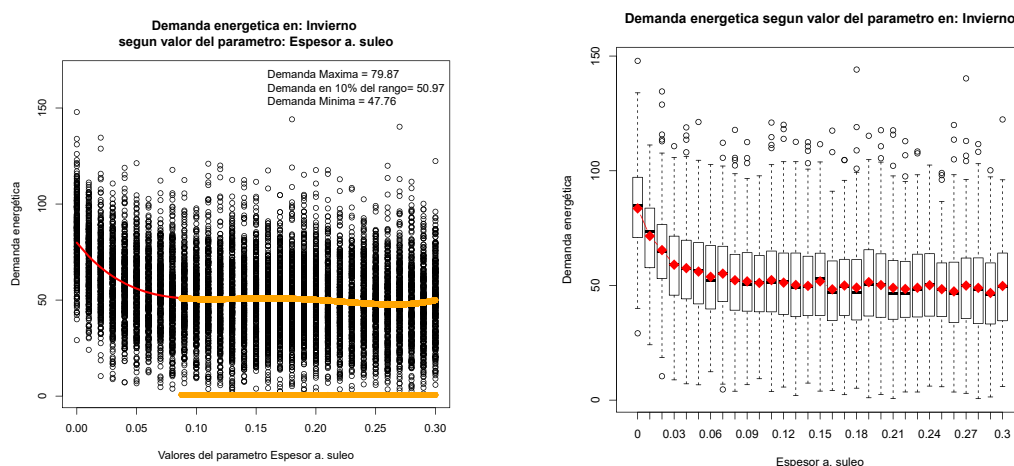 Demanda energetica en: Invierno
segun valor del parametro: Espesor a. suleo
Demanda Maxima = 79.87
Demanda en 10% del rango= 50.97
Demanda Minima = 47.76
Demanda energética
150
100
50
0
0.00 0.05 0.10 0.15 0.20 0.25 0.30
Valores del parametro Espesor a. suleo
Demanda energetica segun valor del parametro en: Invierno
Demanda energética
150
100
50
0
0 0.03 0.06 0.09 0.12 0.15 0.18 0.21 0.24 0.27 0.3
Espesor a. suleo